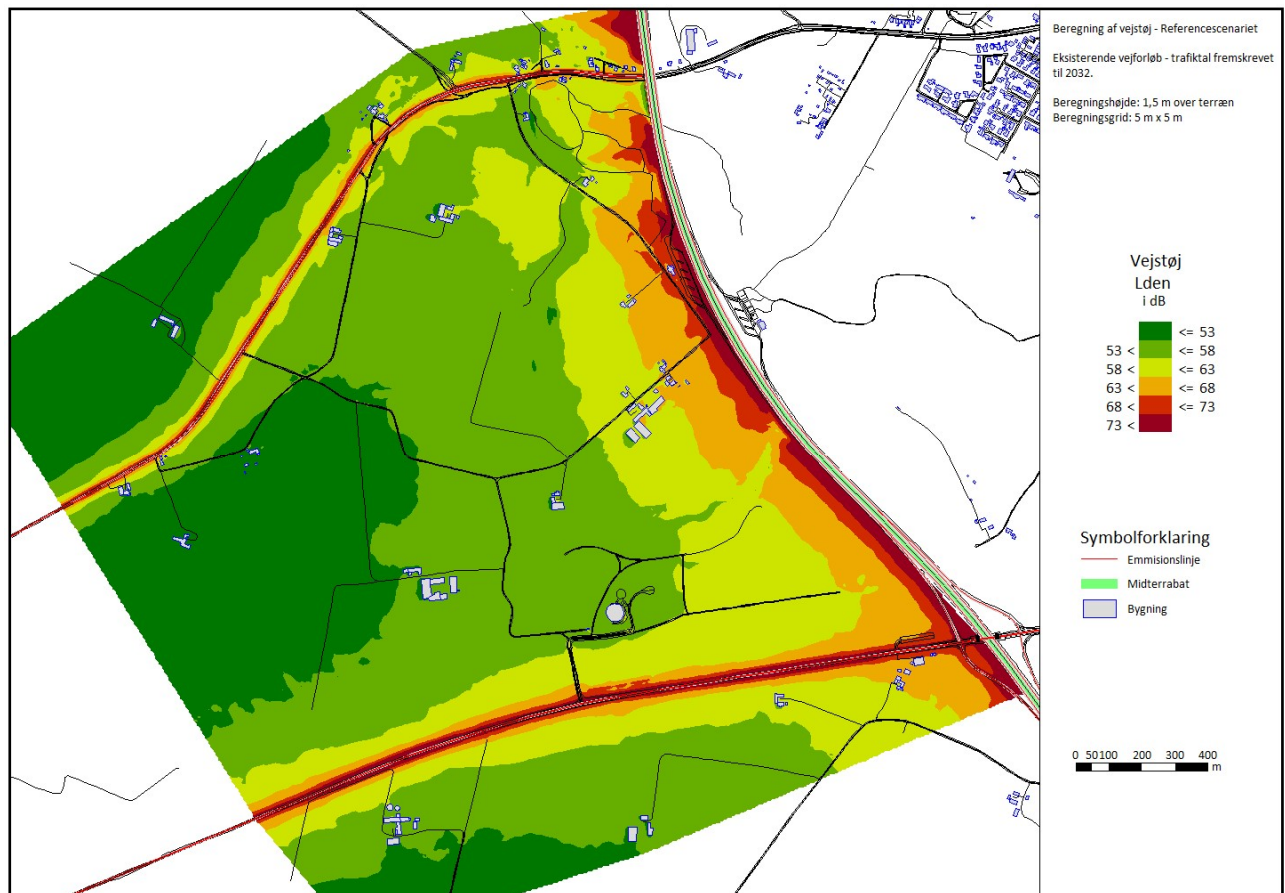 Beregning af vejstøj - Referencescenariet
Eksisterende vejforløb - trafiktal fremskrevet
til 2032.
Beregningshøjde: 1,5 m over terræn
Beregningsgrid: 5 m x 5 m
Vejstøj
Lden
i dB
<= 53
53 < <= 58
58 < <= 63
63 < <= 68
68 < <= 73
73 <
Symbolforklaring
Emmisionslinje
Midterrabat
Bygning
0 50100 200 300 400
m